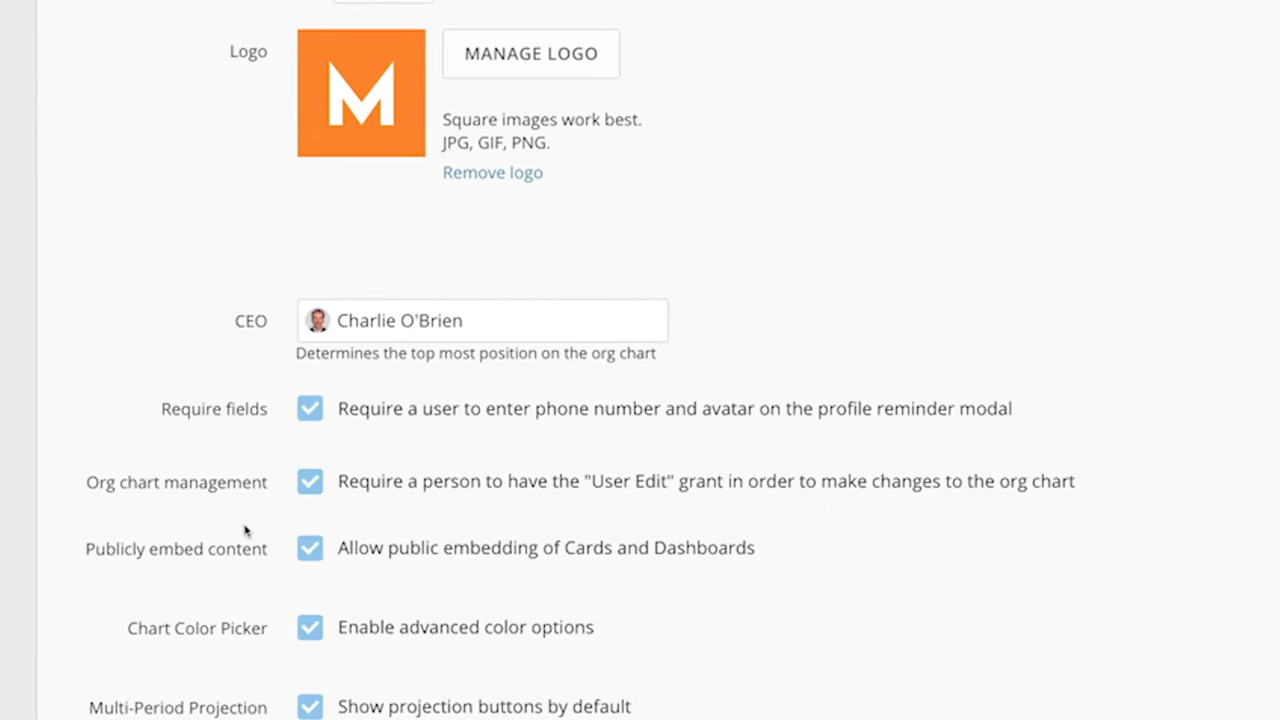 Logo
M
MANAGE LOGO
Square images work best.
JPG, GIF, PNG.
Remove logo
CEO
Charlie O'Brien
Determines the top most position on the org chart
Require fields
Require a user to enter phone number and avatar on the profile reminder modal
Org chart management
Require a person to have the "User Edit" grant in order to make changes to the org chart
Publicly embed content
Allow public embedding of Cards and Dashboards
Chart Color Picker
Enable advanced color options
Multi-Period Projection
Show projection buttons by default